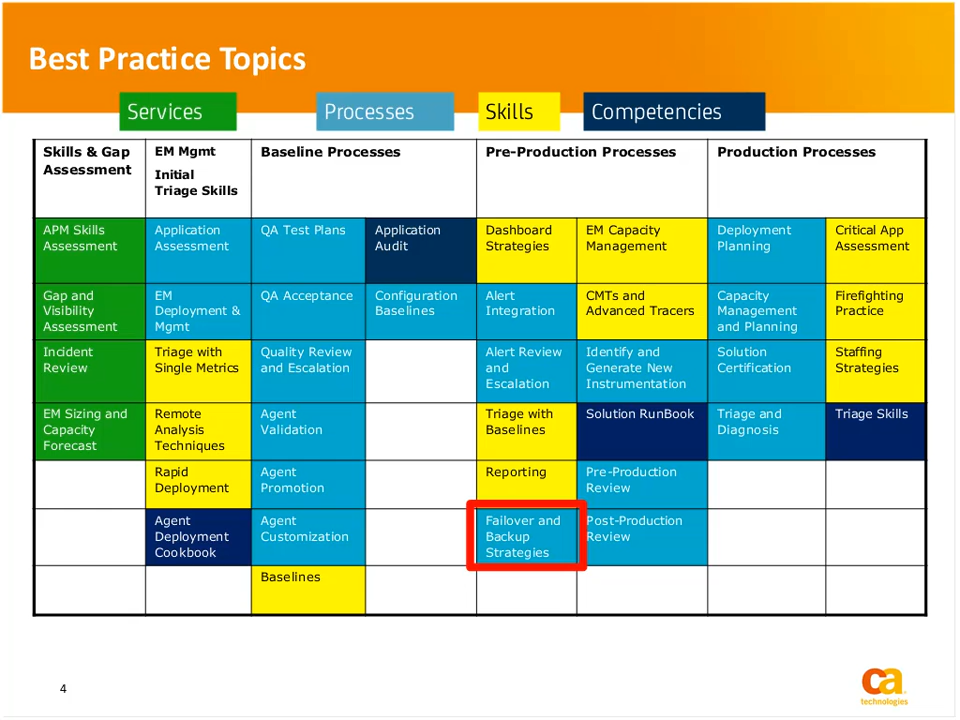 Best Practice Topics
Services
Processes
Skills
Competencies
Skills & Gap
Assessment
EM Mgmt
Initial
Triage Skills
Baseline Processes
Pre-Production Processes
Production Processes
APM Skills
Assessment
Application
Assessment
QA Test Plans
Application
Audit
Dashboard
Strategies
EM Capacity
Management
Deployment
Planning
Critical App
Assessment
Gap and
Visibility
Assessment
EM
Deployment &
Mgmt
QA Acceptance
Configuration
Baselines
Alert
Integration
CMTs and
Advanced Tracers
Capacity
Management
and Planning
Firefighting
Practice
Incident
Review
Triage with
Single Metrics
Quality Review
and Escalation
Alert Review
and
Escalation
Identify and
Generate New
Instrumentation
Solution
Certification
Staffing
Strategies
EM Sizing and
Capacity
Forecast
Remote
Analysis
Techniques
Agent
Validation
Triage with
Baselines
Solution RunBook
Triage and
Diagnosis
Triage Skills
Rapid
Deployment
Agent
Promotion
Reporting
Pre-Production
Review
Agent
Deployment
Cookbook
Agent
Customization
Failover and
Backup
Strategies
Post-Production
Review
Baselines
4
ca
technologies